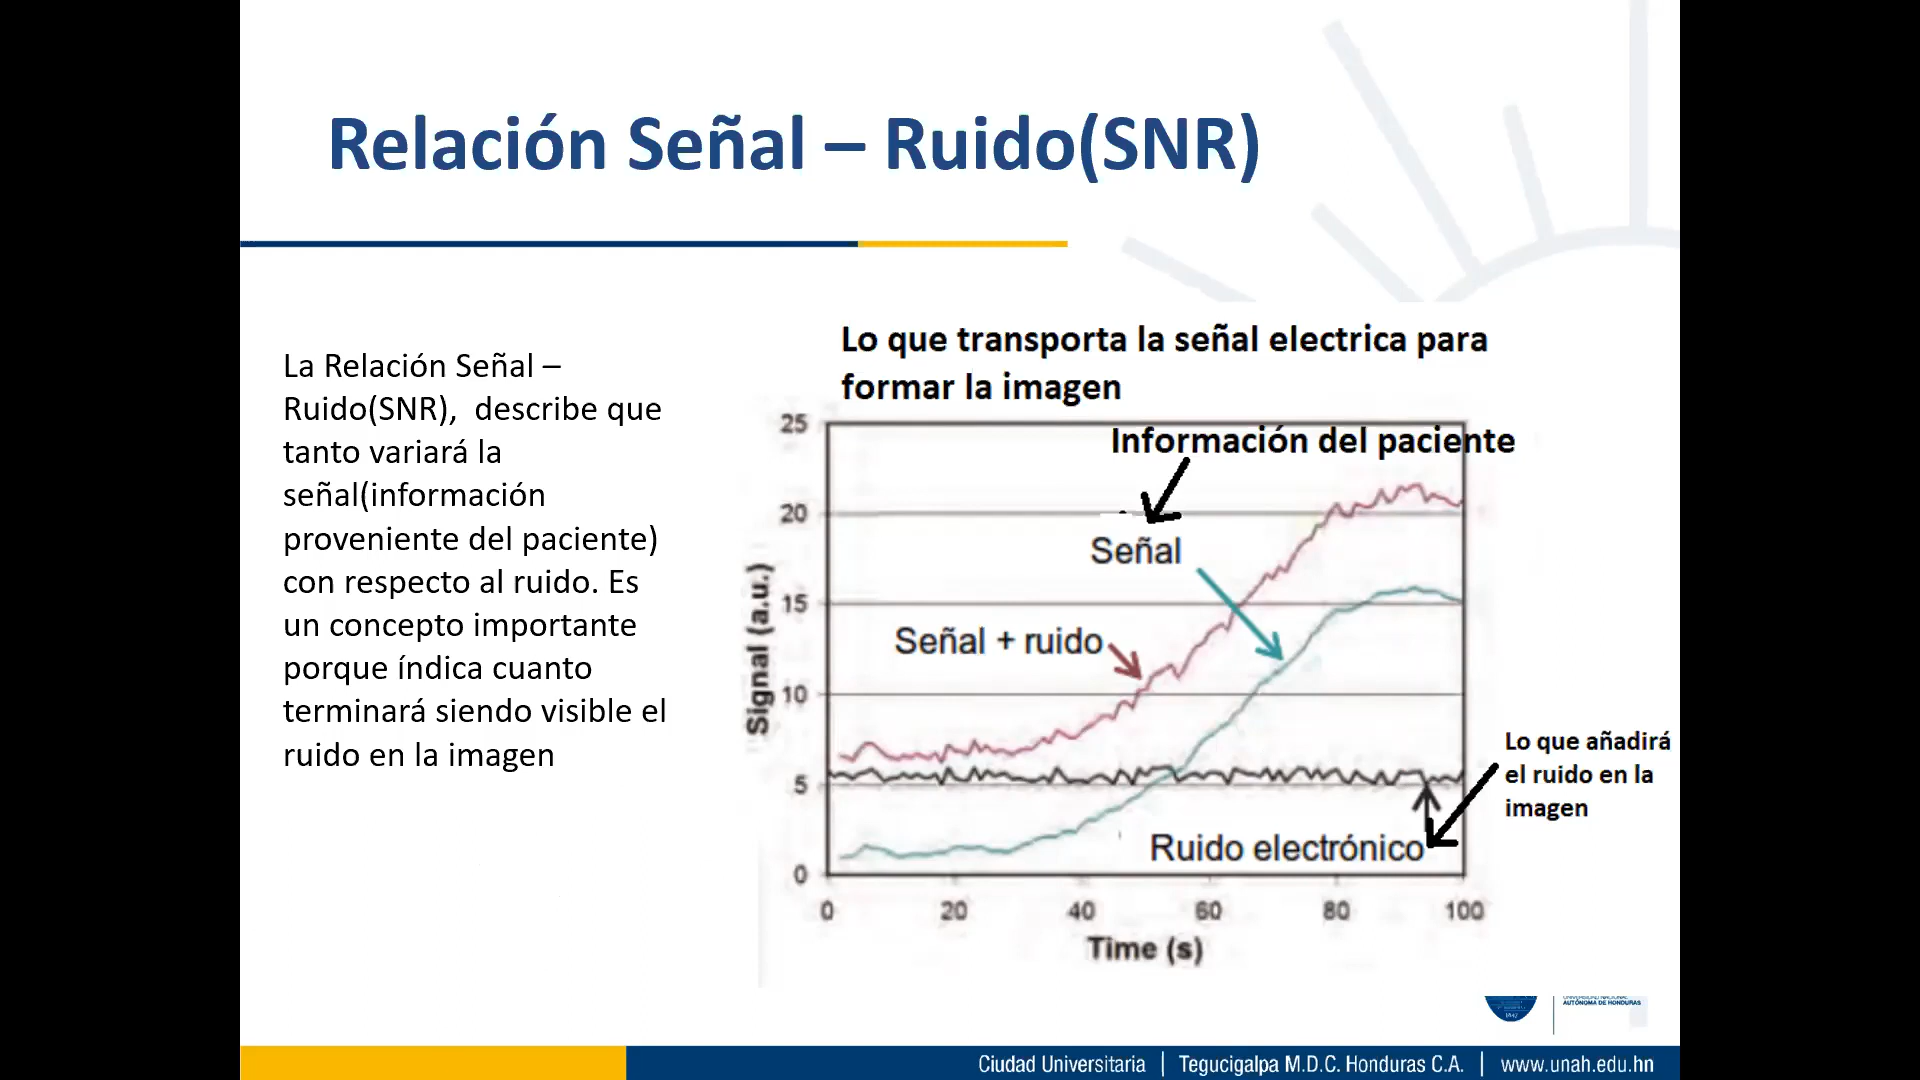 Relación Señal – Ruido(SNR)
La Relación Señal –
Ruido(SNR), describe que
tanto variará la
señal(información
proveniente del paciente)
con respecto al ruido. Es
un concepto importante
porque índica cuanto
terminará siendo visible el
ruido en la imagen
Lo que transporta la señal electrica para
formar la imagen
Información del paciente
Señal
Señal + ruido
Ruido electrónico
Lo que añadirá
el ruido en la
imagen
Signal (a.u.)
25
20
15
10
5
0
0 20 40 60 80 100
Time (s)
AUTÓNOMA DE HONDURAS
Ciudad Universitaria | Tegucigalpa M.D.C. Honduras C.A. | www.unah.edu.hn